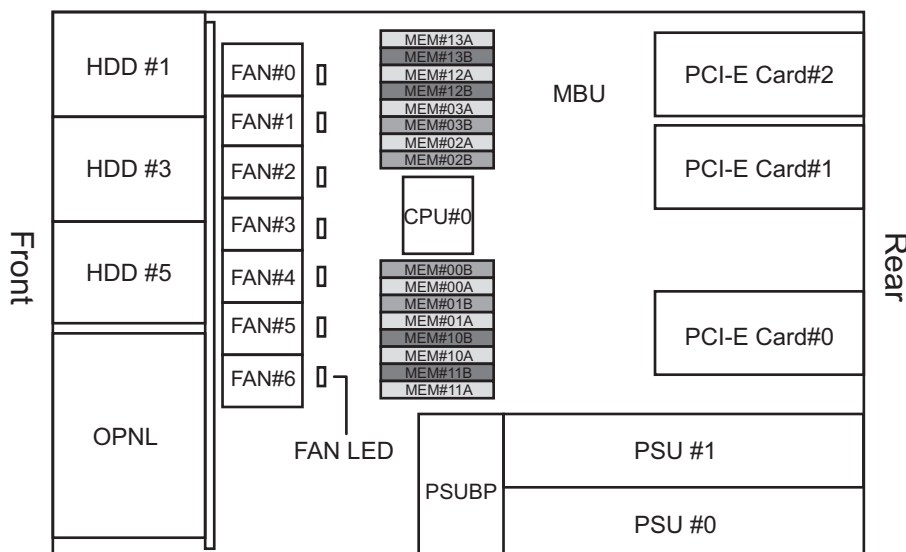 Front
HDD #1
HDD #3
HDD #5
OPNL
FAN#0
FAN#1
FAN#2
FAN#3
FAN#4
FAN#5
FAN#6
FAN LED
MEM#13A
MEM#13B
MEM#12A
MEM#12B
MEM#03A
MEM#03B
MEM#02A
MEM#02B
CPU#0
MEM#00B
MEM#00A
MEM#01B
MEM#01A
MEM#10B
MEM#10A
MEM#11B
MEM#11A
MBU
PCI-E Card#2
PCI-E Card#1
PCI-E Card#0
PSUBP
PSU #1
PSU #0
Rear